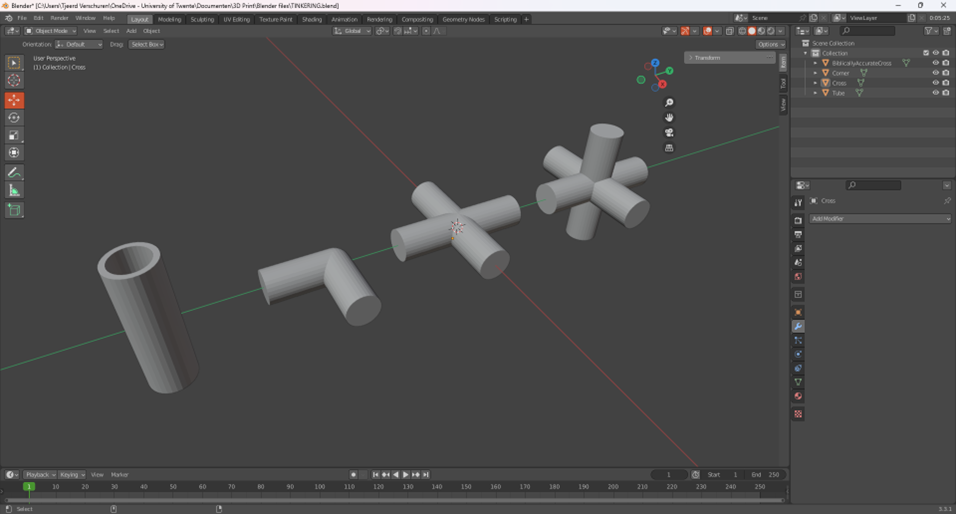 Blender* [C:\Users\Tjeerd Verschuren\OneDrive - University of Twente\Documenten\3D Print\Blender files\TINKERING.blend]
File Edit Render Window Help Layout Modeling Sculpting UV Editing Texture Paint Shading Animation Rendering Compositing Geometry Nodes Scripting + Scene ViewLayer 0:05:25
Object Mode View Select Add Object Global
Orientation: Default Drag: Select Box Options
User Perspective
(1) Collection | Cross
Transform
Item
Tool
View
Z
Y
X
Scene Collection
Collection
BiblicallyAccurateCross
Corner
Cross
Tube
Cross
Add Modifier
Playback Keying View Marker 1 Start 1 End 250
1 10 20 30 40 50 60 70 80 90 100 110 120 130 140 150 160 170 180 190 200 210 220 230 240 250
Select 3.3.1